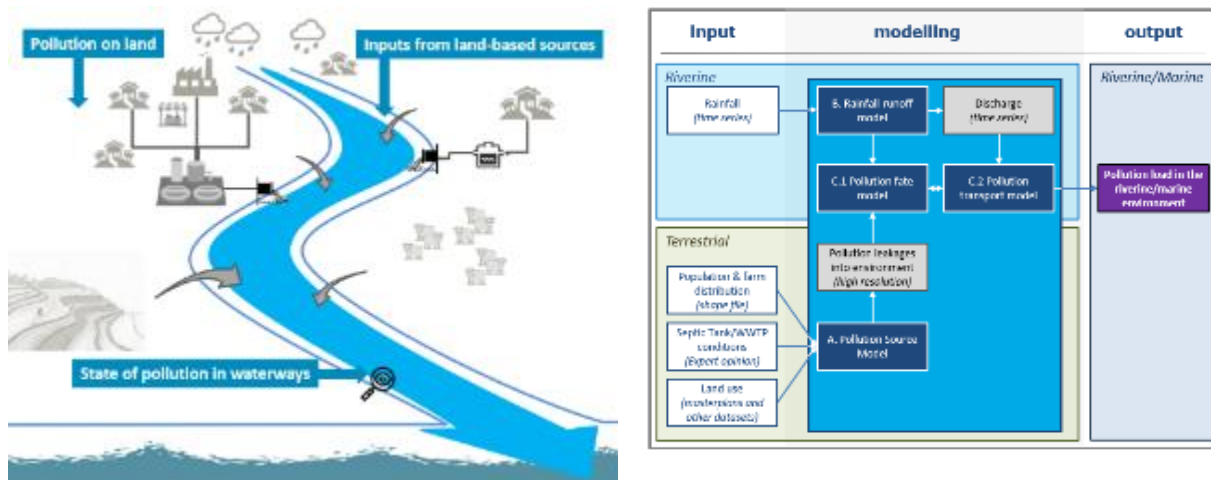 Pollution on land
Inputs from land-based sources
State of pollution in waterways
Input
modelling
output
Riverine
Riverine/Marine
Rainfall
(time series)
B. Rainfall runoff
model
Discharge
(time series)
C.1 Pollution fate
model
C.2 Pollution
transport model
Pollution load in the
riverine/marine
environment
Terrestrial
Pollution leakages
into environment
(high resolution)
Population & farm
distribution
(shape file)
Septic Tank/WWTP
conditions
(Expert opinion)
A. Pollution Source
Model
Land use
(masterplans and
other datasets)